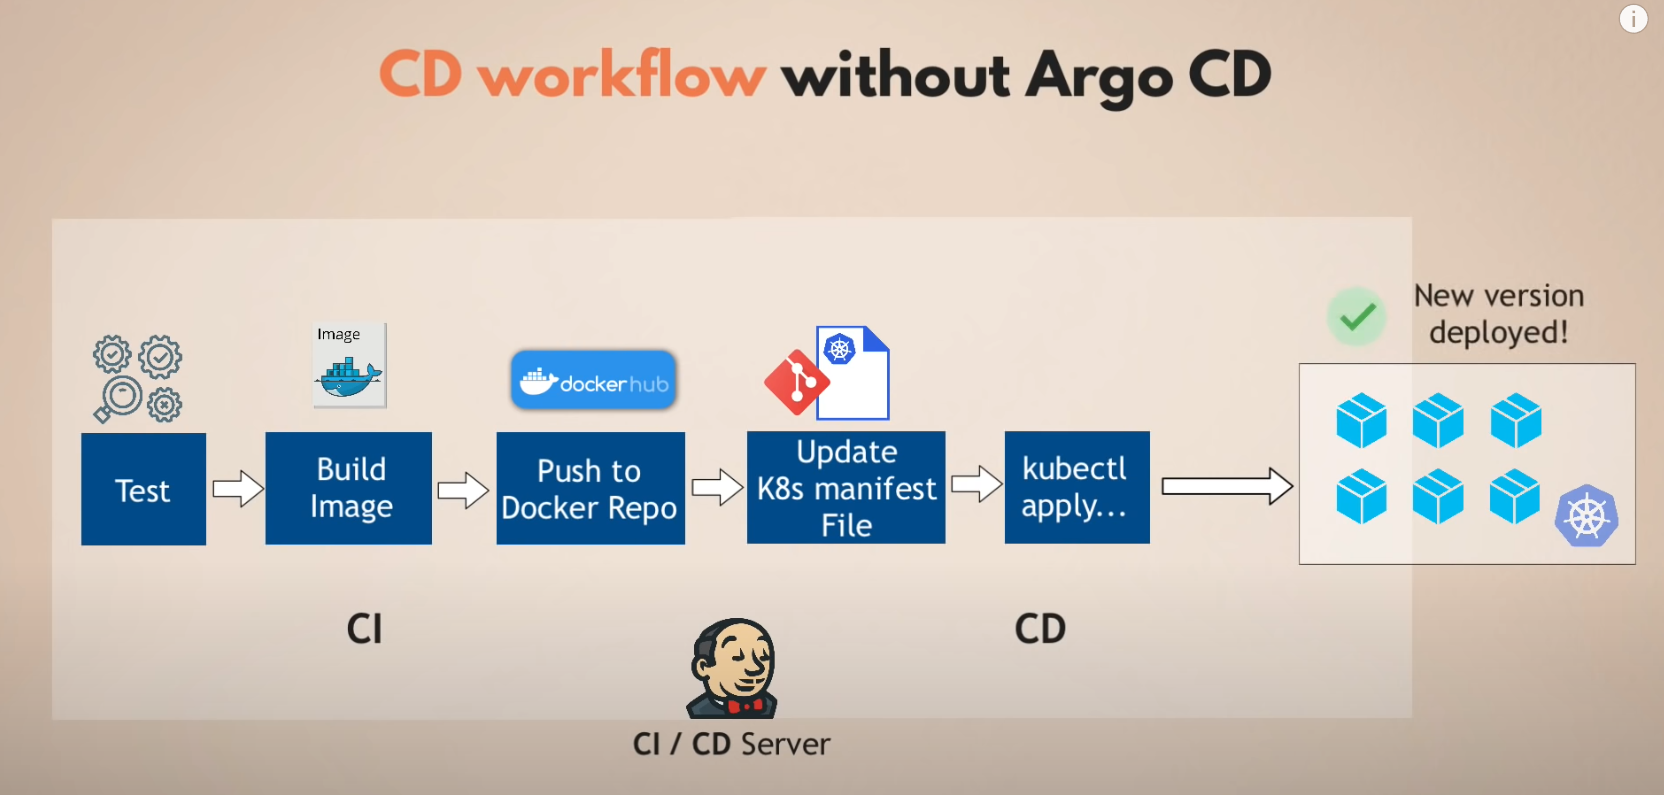 CD workflow without Argo CD
i
New version
deployed!
Image
dockerhub
Test
Build
Image
Push to
Docker Repo
Update
K8s manifest
File
kubectl
apply...
CI
CD
CI / CD Server